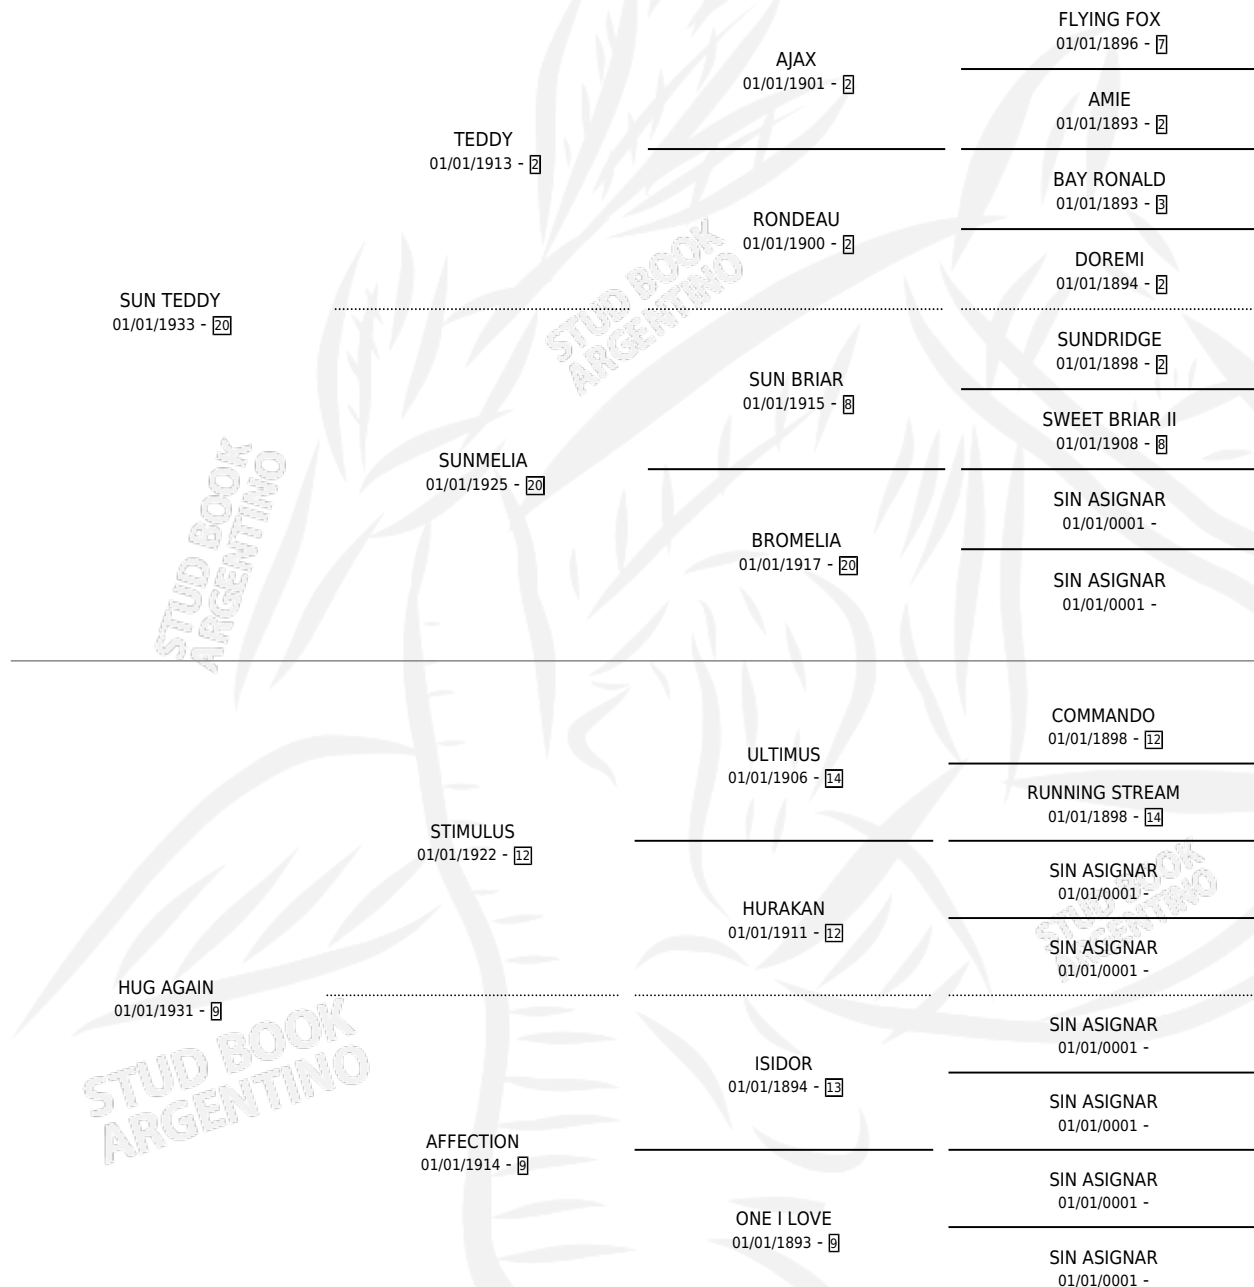 FLYING FOX
01/01/1896 - 7
AJAX
01/01/1901 - 2
AMIE
01/01/1893 - 2
TEDDY
01/01/1913 - 2
BAY RONALD
01/01/1893 - 3
RONDEAU
01/01/1900 - 2
DOREMI
01/01/1894 - 2
SUN TEDDY
01/01/1933 - 20
SUNDRIDGE
01/01/1898 - 2
SUN BRIAR
01/01/1915 - 8
SWEET BRIAR II
01/01/1908 - 8
SUNMELIA
01/01/1925 - 20
SIN ASIGNAR
01/01/0001 -
BROMELIA
01/01/1917 - 20
SIN ASIGNAR
01/01/0001 -
COMMANDO
01/01/1898 - 12
ULTIMUS
01/01/1906 - 14
RUNNING STREAM
01/01/1898 - 14
STIMULUS
01/01/1922 - 12
SIN ASIGNAR
01/01/0001 -
HURAKAN
01/01/1911 - 12
SIN ASIGNAR
01/01/0001 -
HUG AGAIN
01/01/1931 - 9
SIN ASIGNAR
01/01/0001 -
ISIDOR
01/01/1894 - 13
SIN ASIGNAR
01/01/0001 -
AFFECTION
01/01/1914 - 9
SIN ASIGNAR
01/01/0001 -
ONE I LOVE
01/01/1893 - 9
SIN ASIGNAR
01/01/0001 -
STUD BOOK
ARGENTINO
STUD BOOK
ARGENTINO
STUD BOOK
ARGENTINO
STUD BOOK
ARGENTINO